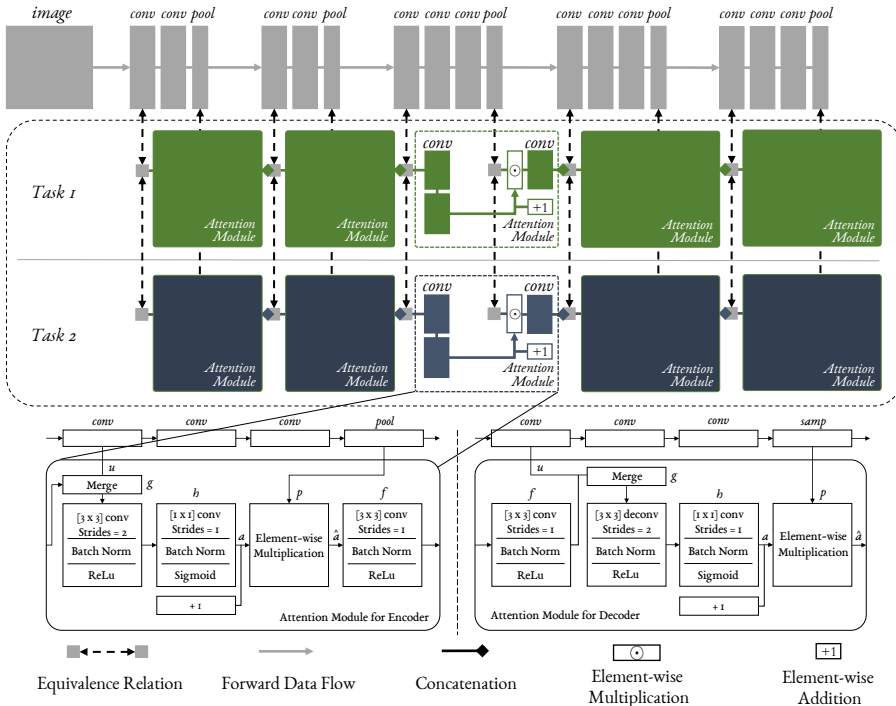 image conv conv pool conv conv pool conv conv conv pool conv conv conv pool conv conv conv pool
conv conv
Task 1
⊙
+1
Attention Module
Attention Module
Attention Module
Attention Module
Attention Module
conv conv
Task 2
⊙
+1
Attention Module
Attention Module
Attention Module
Attention Module
Attention Module
conv conv conv pool
u
Merge g
h p f
[3 x 3] conv
Strides = 2
Batch Norm
ReLu
[1 x 1] conv
Strides = 1
Batch Norm
Sigmoid
+ 1
a
Element-wise
Multiplication
â
[3 x 3] conv
Strides = 1
Batch Norm
ReLu
Attention Module for Encoder
conv conv conv samp
u
Merge g
f h p
[3 x 3] conv
Strides = 1
Batch Norm
ReLu
[3 x 3] deconv
Strides = 2
Batch Norm
ReLu
[1 x 1] conv
Strides = 1
Batch Norm
Sigmoid
+ 1
a
Element-wise
Multiplication
â
Attention Module for Decoder
⊙
+1
Equivalence Relation
Forward Data Flow
Concatenation
Element-wise
Multiplication
Element-wise
Addition